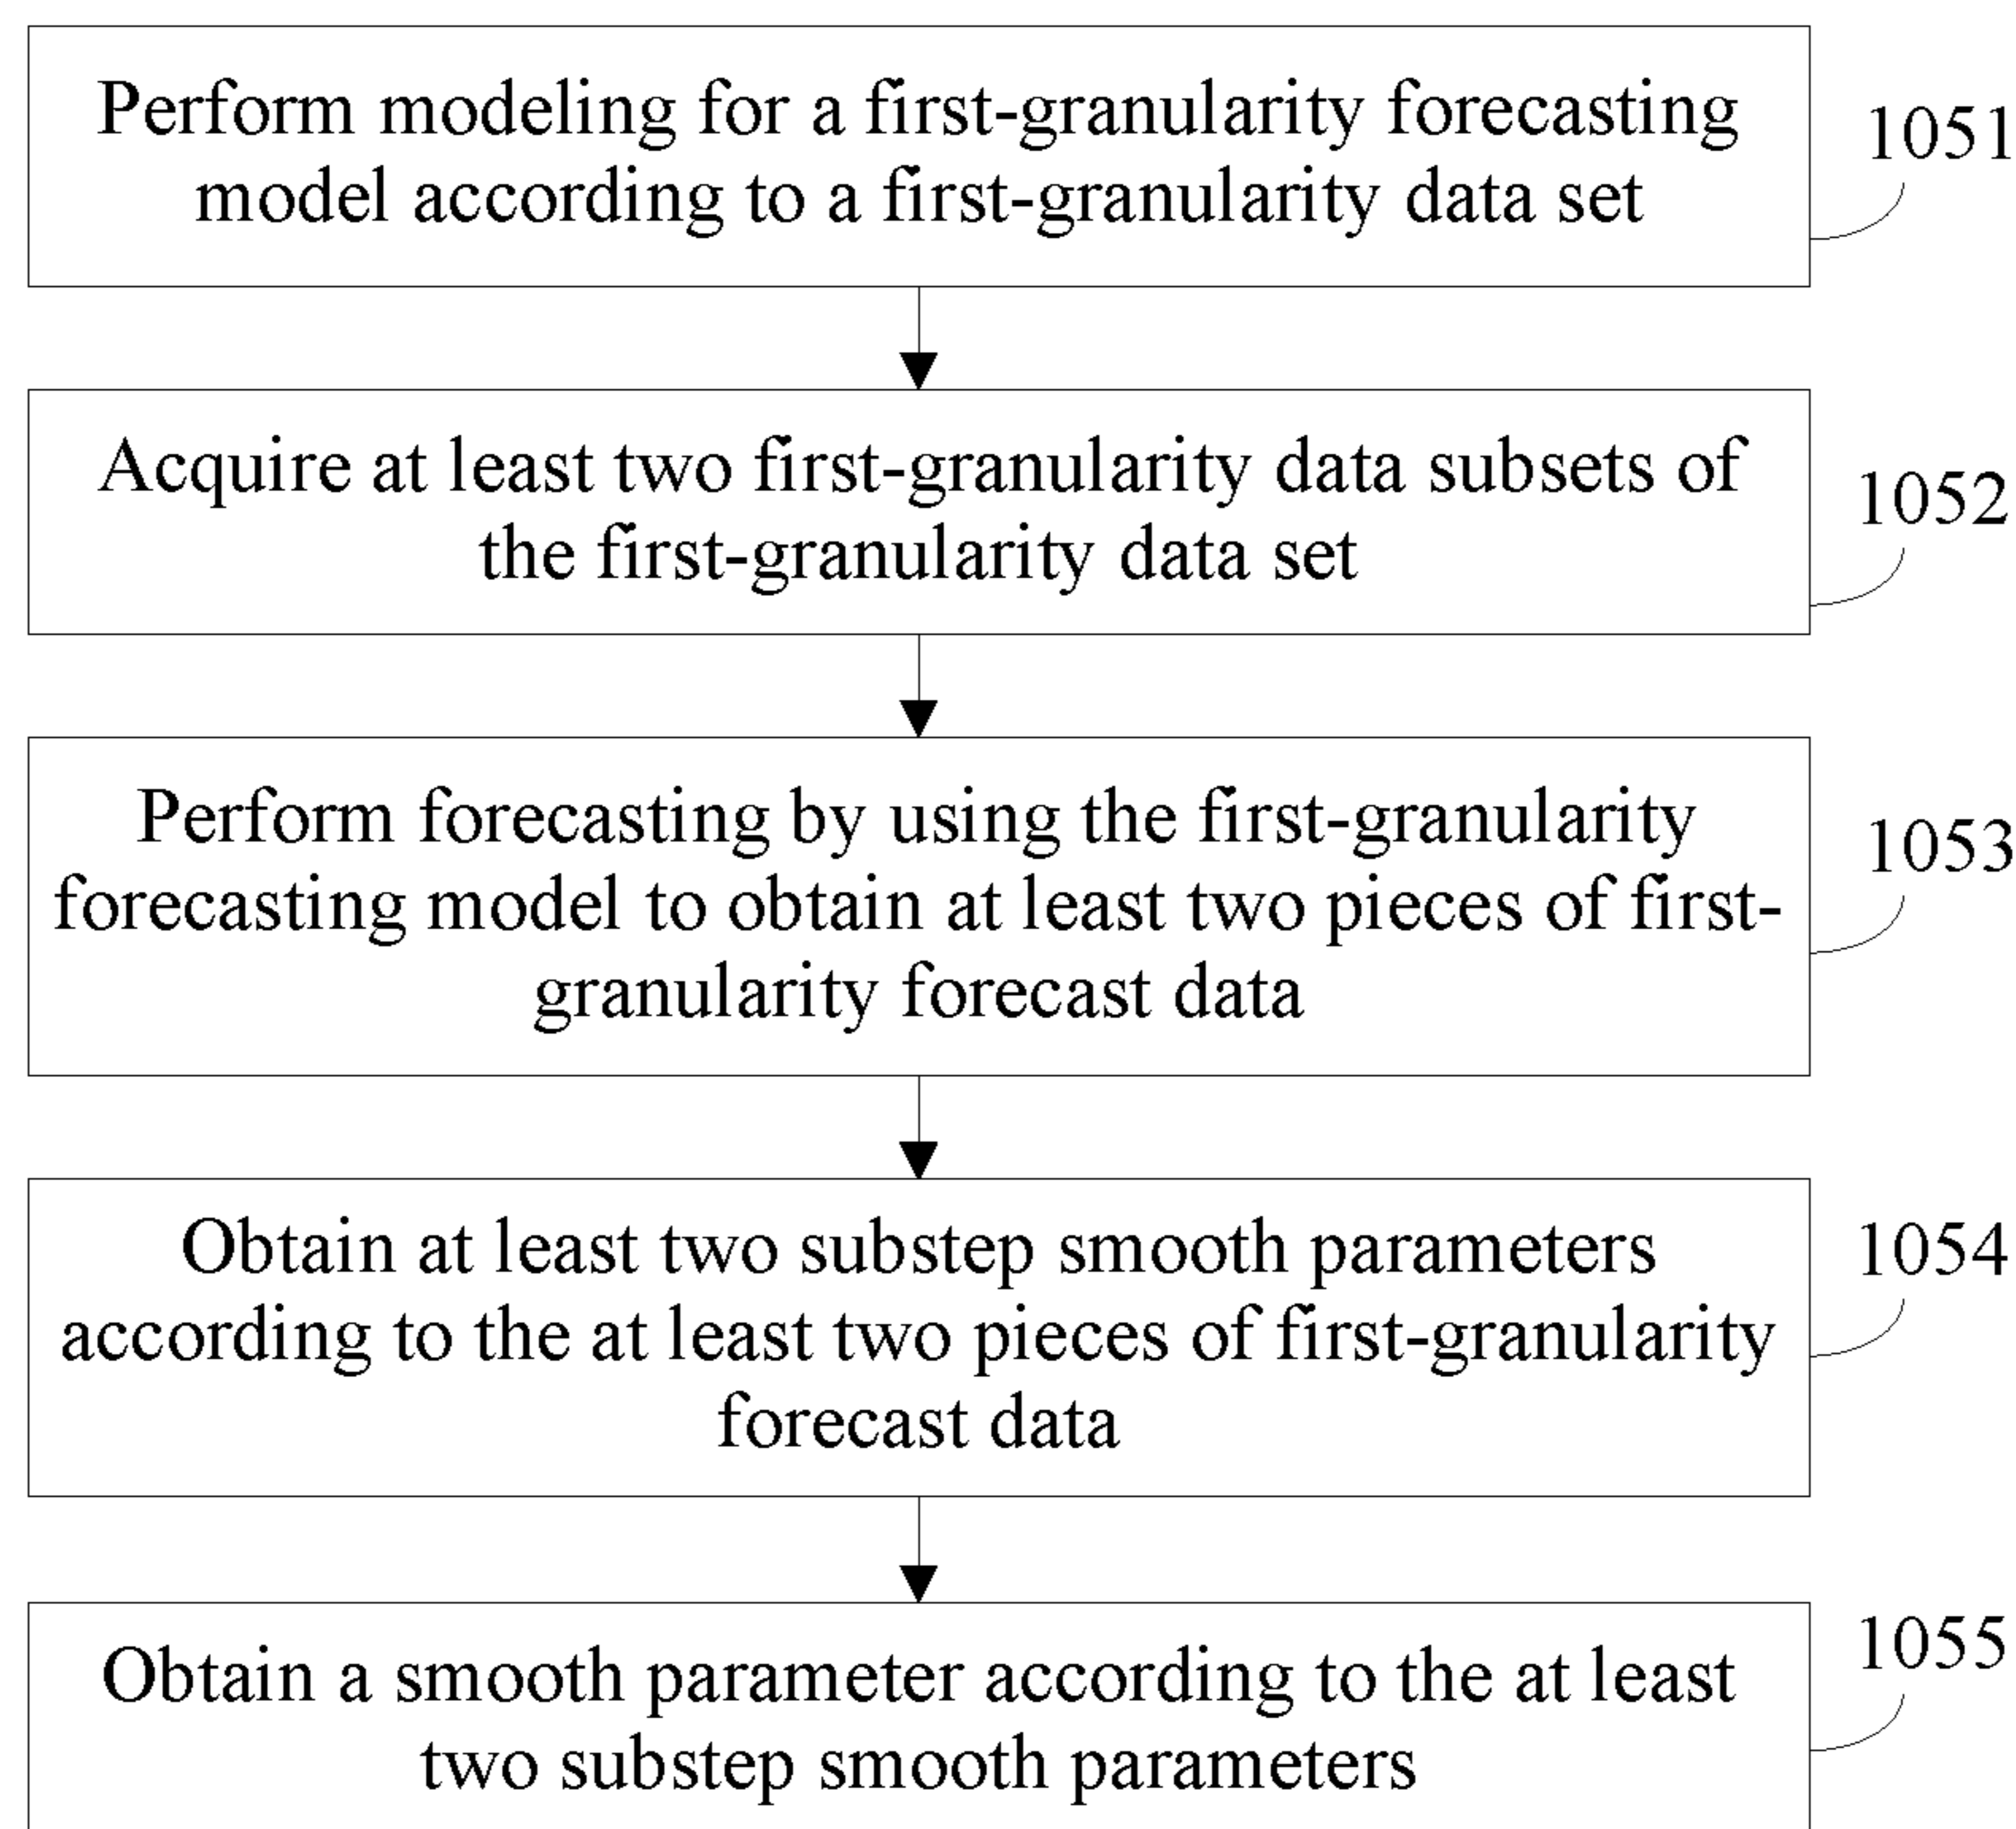 Perform modeling for a first-granularity forecasting
model according to a first-granularity data set
1051
Acquire at least two first-granularity data subsets of
the first-granularity data set
1052
Perform forecasting by using the first-granularity
forecasting model to obtain at least two pieces of first-
granularity forecast data
1053
Obtain at least two substep smooth parameters
according to the at least two pieces of first-granularity
forecast data
1054
Obtain a smooth parameter according to the at least
two substep smooth parameters
1055